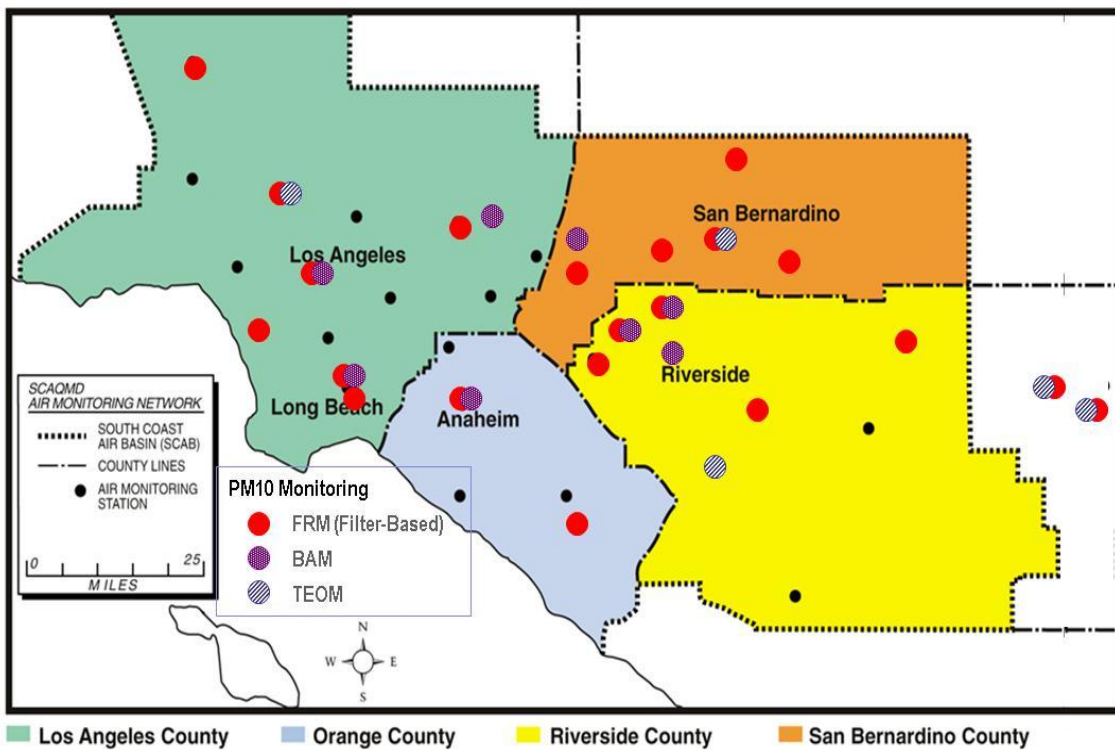 San Bernardino
Los Angeles
Riverside
Long Beach
Anaheim
SCAQMD
AIR MONITORING NETWORK
SOUTH COAST
AIR BASIN (SCAB)
COUNTY LINES
AIR MONITORING
STATION
0 25
MILES
PM10 Monitoring
FRM (Filter-Based)
BAM
TEOM
N
W E
S
Los Angeles County Orange County Riverside County San Bernardino County